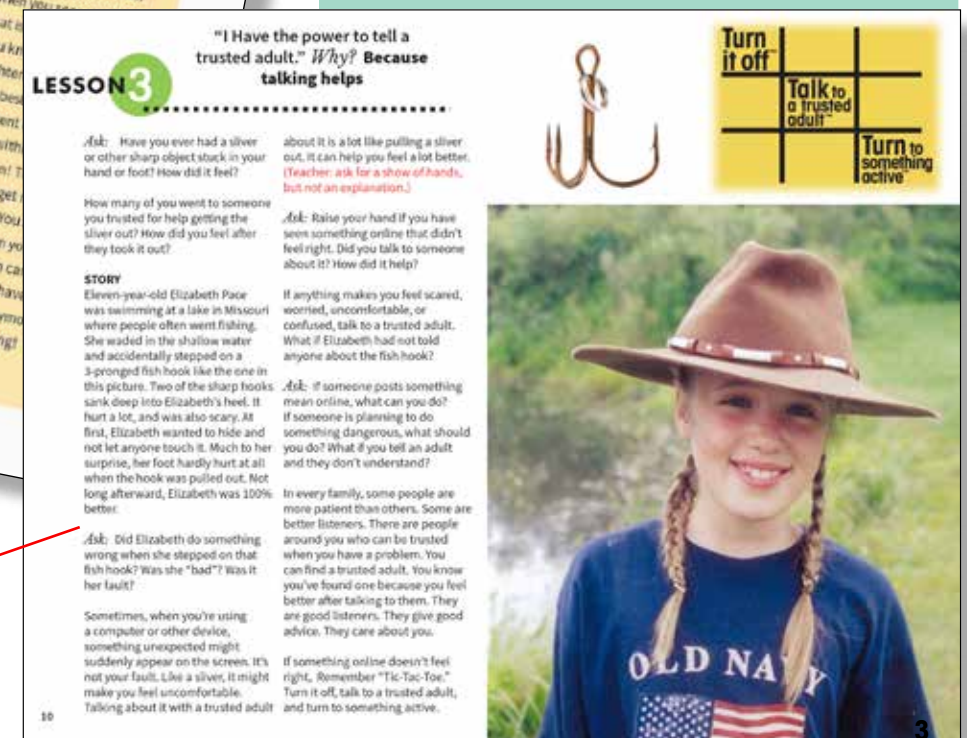 LESSON 3
"I Have the power to tell a
trusted adult." Why? Because
talking helps
Ask: Have you ever had a sliver
or other sharp object stuck in your
hand or foot? How did it feel?
How many of you went to someone
you trusted for help getting the
sliver out? How did you feel after
they took it out?
STORY
Eleven-year-old Elizabeth Pace
was swimming at a lake in Missouri
where people often went fishing.
She waded in the shallow water
and accidentally stepped on a
3-pronged fish hook like the one in
this picture. Two of the sharp hooks
sank deep into Elizabeth's heel. It
hurt a lot, and was also scary. At
first, Elizabeth wanted to hide and
not let anyone touch it. Much to her
surprise, her foot hardly hurt at all
when the hook was pulled out. Not
long afterward, Elizabeth was 100%
better.
Ask: Did Elizabeth do something
wrong when she stepped on that
fish hook? Was she "bad"? Was it
her fault?
Sometimes, when you're using
a computer or other device,
something unexpected might
suddenly appear on the screen. It's
not your fault. Like a sliver, it might
make you feel uncomfortable.
Talking about it with a trusted adult
about it is a lot like pulling a sliver
out. It can help you feel a lot better.
(Teacher: ask for a show of hands,
but not an explanation.)
Ask: Raise your hand if you have
seen something online that didn't
feel right. Did you talk to someone
about it? How did it help?
If anything makes you feel scared,
worried, uncomfortable, or
confused, talk to a trusted adult.
What if Elizabeth had not told
anyone about the fish hook?
Ask: If someone posts something
mean online, what can you do?
If someone is planning to do
something dangerous, what should
you do? What if you tell an adult
and they don't understand?
In every family, some people are
more patient than others. Some are
better listeners. There are people
around you who can be trusted
when you have a problem. You
can find a trusted adult. You know
you've found one because you feel
better after talking to them. They
are good listeners. They give good
advice. They care about you.
If something online doesn't feel
right, Remember "Tic-Tac-Toe."
Turn it off, talk to a trusted adult,
and turn to something active.
10
Turn
it off™
Talk to
a trusted
adult™
Turn to
something
active™
OLD NAVY
3